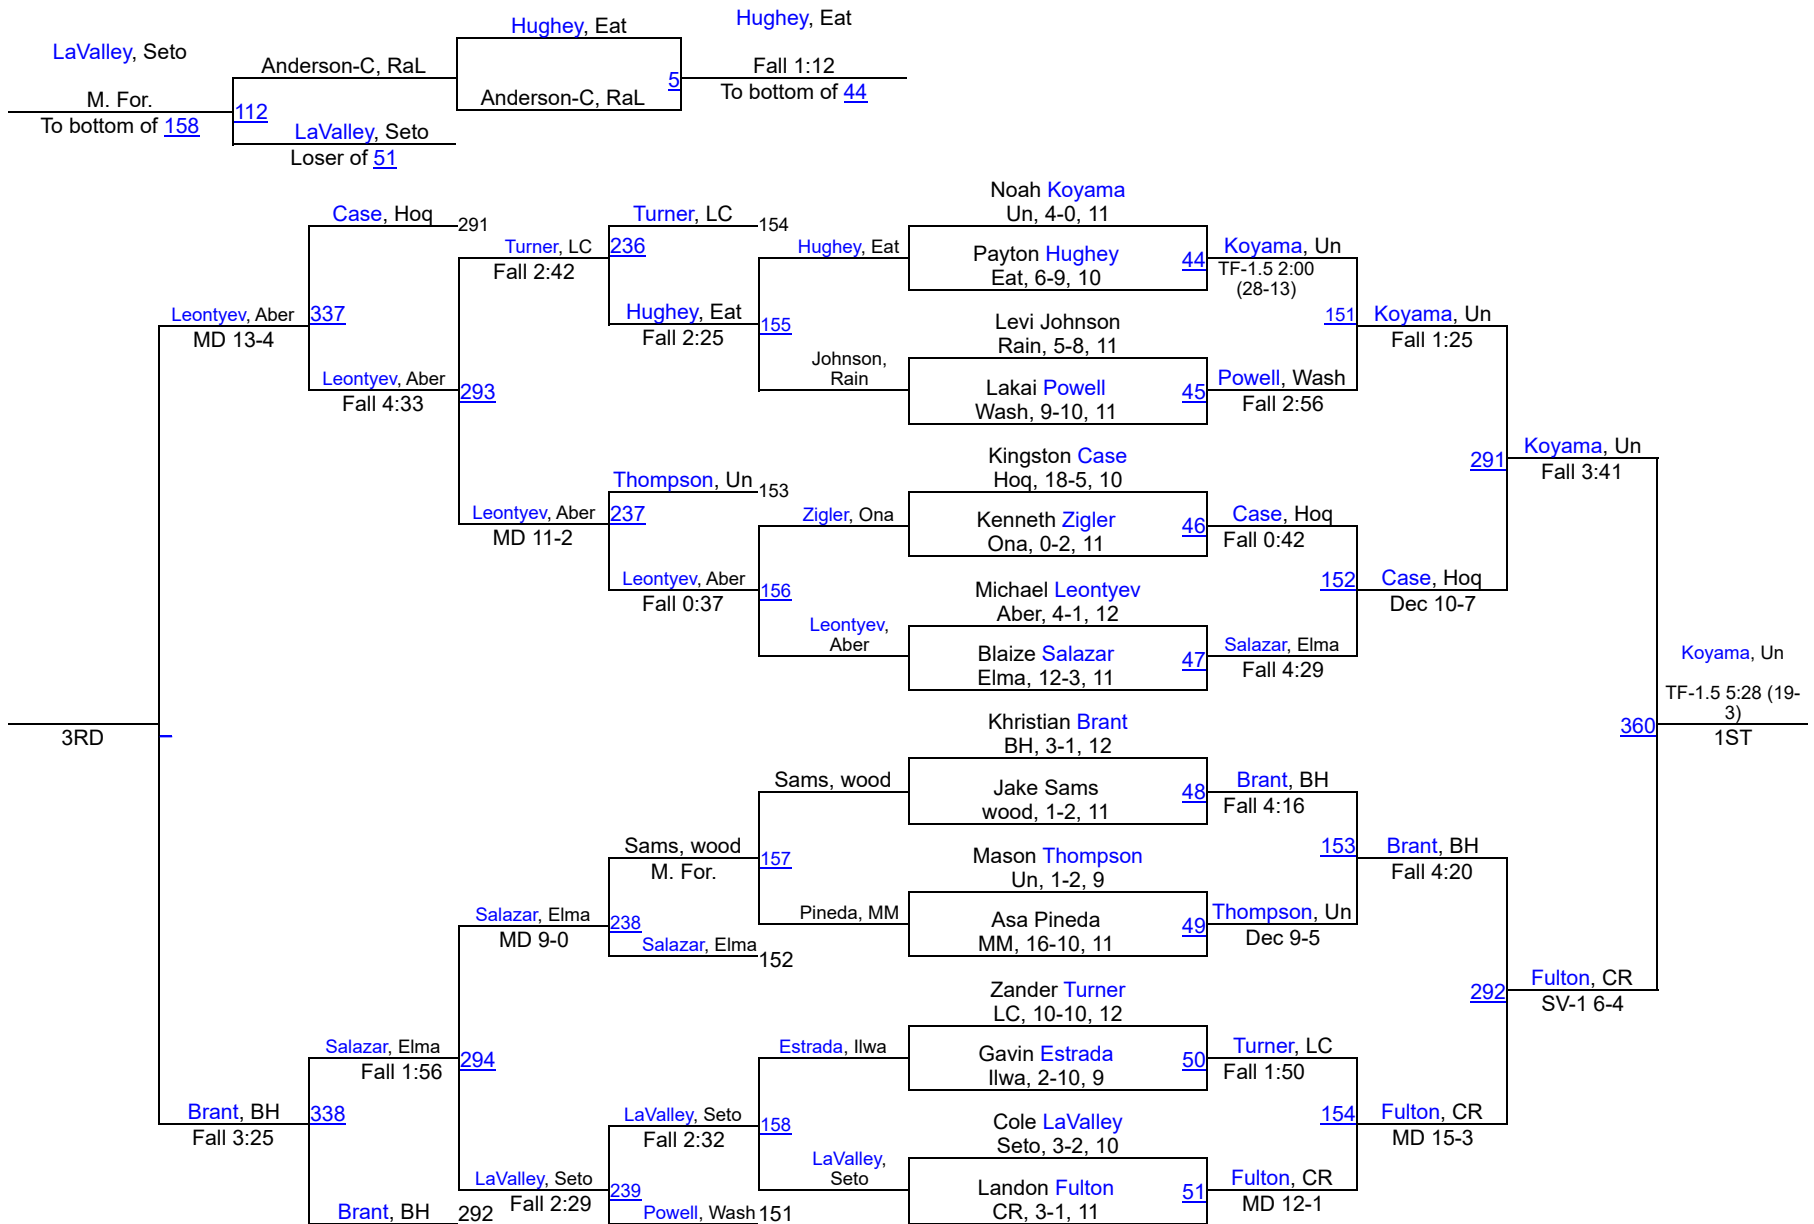 Hughey, Eat
Hughey, Eat
LaValley, Seto
Anderson-C, RaL
Fall 1:12
5
M. For.
Anderson-C, RaL
To bottom of 44
112
To bottom of 158
LaValley, Seto
Loser of 51
Noah Koyama
Un, 4-0, 11
Case, Hoq
291
Turner, LC
154
Turner, LC
236
Hughey, Eat
Payton Hughey
Eat, 6-9, 10
44
Koyama, Un
Fall 2:42
TF-1.5 2:00
(28-13)
Leontyev, Aber
337
Hughey, Eat
155
Levi Johnson
Rain, 5-8, 11
151
Koyama, Un
MD 13-4
Fall 2:25
Fall 1:25
Johnson,
Rain
Leontyev, Aber
293
Lakai Powell
Wash, 9-10, 11
45
Powell, Wash
Fall 4:33
Fall 2:56
Kingston Case
Hoq, 18-5, 10
291
Koyama, Un
Fall 3:41
Thompson, Un
153
Leontyev, Aber
237
Zigler, Ona
Kenneth Zigler
Ona, 0-2, 11
46
Case, Hoq
MD 11-2
Fall 0:42
Leontyev, Aber
156
Michael Leontyev
Aber, 4-1, 12
152
Case, Hoq
Fall 0:37
Dec 10-7
Leontyev,
Aber
Blaize Salazar
Elma, 12-3, 11
47
Salazar, Elma
Fall 4:29
Koyama, Un
TF-1.5 5:28 (19-
3)
3RD
Khristian Brant
BH, 3-1, 12
360
1ST
Sams, wood
Jake Sams
wood, 1-2, 11
48
Brant, BH
Fall 4:16
Sams, wood
157
Mason Thompson
Un, 1-2, 9
153
Brant, BH
M. For.
Fall 4:20
Salazar, Elma
238
Pineda, MM
Asa Pineda
MM, 16-10, 11
49
Thompson, Un
MD 9-0
Dec 9-5
Salazar, Elma
152
Zander Turner
LC, 10-10, 12
292
Fulton, CR
SV-1 6-4
Salazar, Elma
294
Estrada, Ilwa
Gavin Estrada
Ilwa, 2-10, 9
50
Turner, LC
Fall 1:56
Fall 1:50
Brant, BH
338
LaValley, Seto
158
Cole LaValley
Seto, 3-2, 10
154
Fulton, CR
Fall 3:25
Fall 2:32
MD 15-3
LaValley,
Seto
LaValley, Seto
239
Landon Fulton
CR, 3-1, 11
51
Fulton, CR
Fall 2:29
MD 12-1
Brant, BH
292
Powell, Wash
151